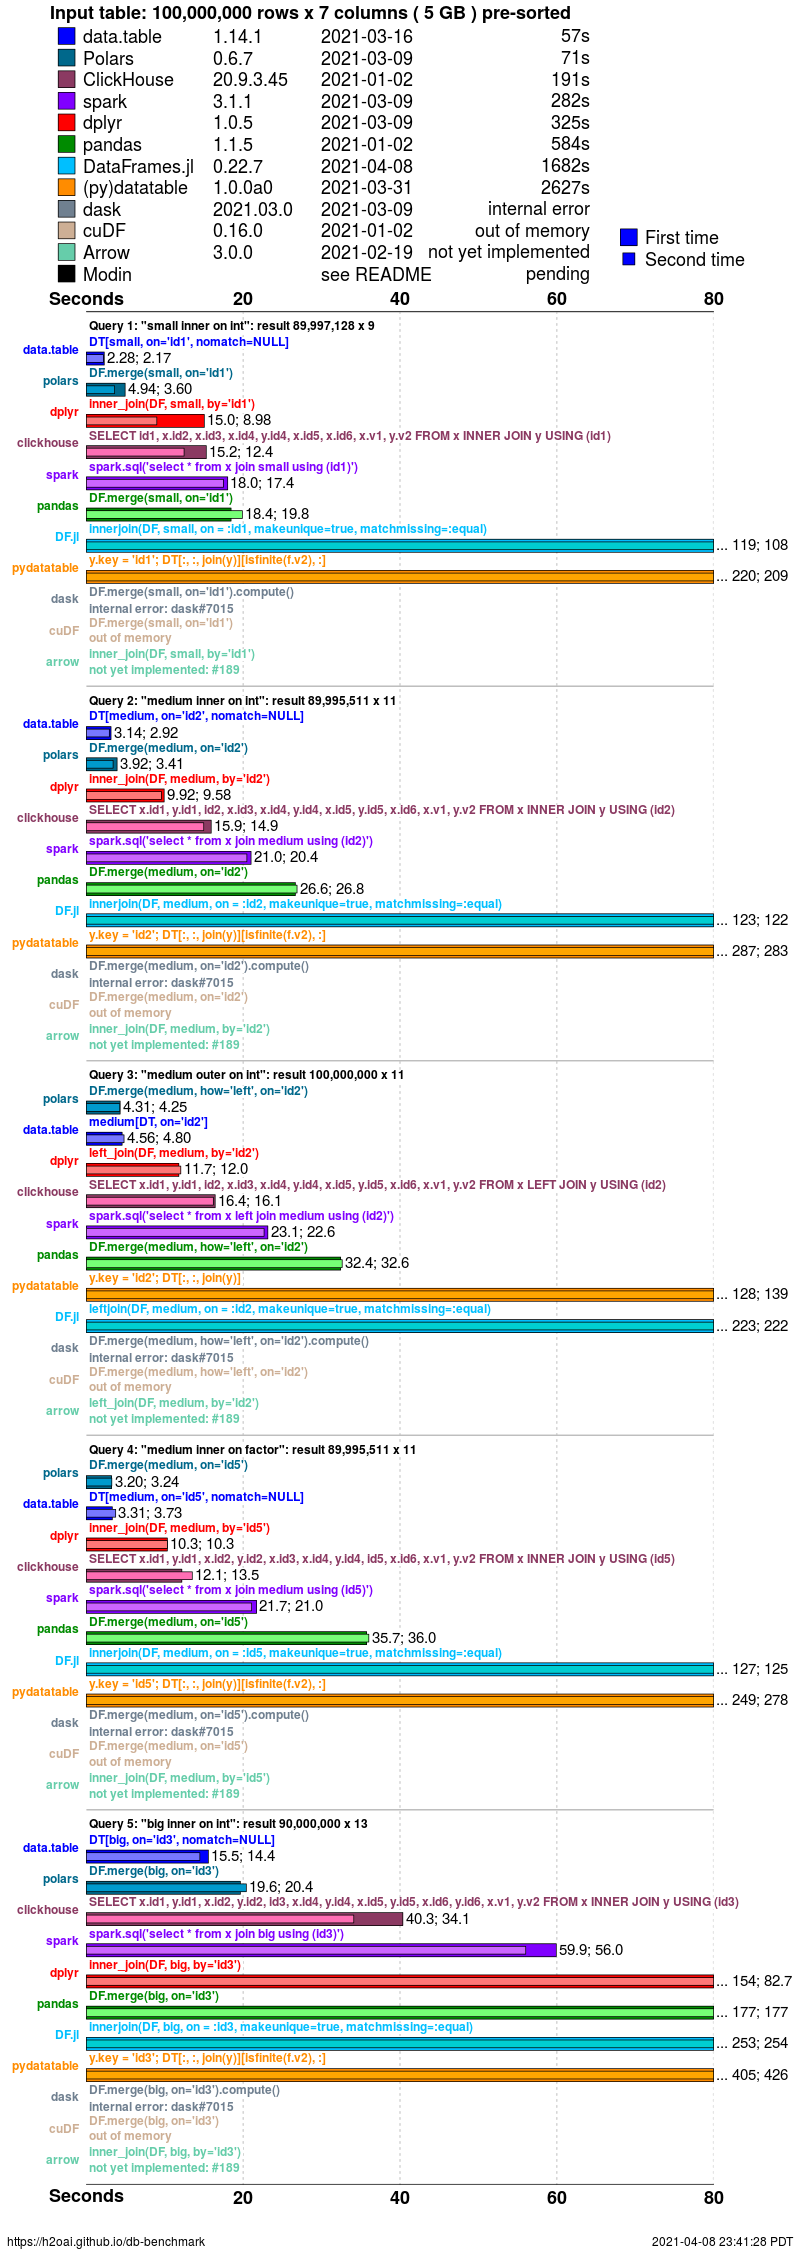 Input table: 100,000,000 rows x 7 columns ( 5 GB ) pre-sorted
data.table 1.14.1 2021-03-16 57s
Polars 0.6.7 2021-03-09 71s
ClickHouse 20.9.3.45 2021-01-02 191s
spark 3.1.1 2021-03-09 282s
dplyr 1.0.5 2021-03-09 325s
pandas 1.1.5 2021-01-02 584s
DataFrames.jl 0.22.7 2021-04-08 1682s
(py)datatable 1.0.0a0 2021-03-31 2627s
dask 2021.03.0 2021-03-09 internal error
cuDF 0.16.0 2021-01-02 out of memory
Arrow 3.0.0 2021-02-19 not yet implemented
Modin see README pending
First time
Second time
Seconds 20 40 60 80
Query 1: "small inner on int": result 89,997,128 x 9
DT[small, on='id1', nomatch=NULL]
data.table 2.28; 2.17
DF.merge(small, on='id1')
polars 4.94; 3.60
inner_join(DF, small, by='id1')
dplyr 15.0; 8.98
SELECT id1, x.id2, x.id3, x.id4, y.id4, x.id5, x.id6, x.v1, y.v2 FROM x INNER JOIN y USING (id1)
clickhouse 15.2; 12.4
spark.sql('select * from x join small using (id1)')
spark 18.0; 17.4
DF.merge(small, on='id1')
pandas 18.4; 19.8
innerjoin(DF, small, on = :id1, makeunique=true, matchmissing=:equal)
DF.jl ... 119; 108
y.key = 'id1'; DT[:, :, join(y)][isfinite(f.v2), :]
pydatatable ... 220; 209
DF.merge(small, on='id1').compute()
dask internal error: dask#7015
DF.merge(small, on='id1')
cuDF out of memory
inner_join(DF, small, by='id1')
arrow not yet implemented: #189
Query 2: "medium inner on int": result 89,995,511 x 11
DT[medium, on='id2', nomatch=NULL]
data.table 3.14; 2.92
DF.merge(medium, on='id2')
polars 3.92; 3.41
inner_join(DF, medium, by='id2')
dplyr 9.92; 9.58
SELECT x.id1, y.id1, id2, x.id3, x.id4, y.id4, x.id5, y.id5, x.id6, x.v1, y.v2 FROM x INNER JOIN y USING (id2)
clickhouse 15.9; 14.9
spark.sql('select * from x join medium using (id2)')
spark 21.0; 20.4
DF.merge(medium, on='id2')
pandas 26.6; 26.8
innerjoin(DF, medium, on = :id2, makeunique=true, matchmissing=:equal)
DF.jl ... 123; 122
y.key = 'id2'; DT[:, :, join(y)][isfinite(f.v2), :]
pydatatable ... 287; 283
DF.merge(medium, on='id2').compute()
dask internal error: dask#7015
DF.merge(medium, on='id2')
cuDF out of memory
inner_join(DF, medium, by='id2')
arrow not yet implemented: #189
Query 3: "medium outer on int": result 100,000,000 x 11
DF.merge(medium, how='left', on='id2')
polars 4.31; 4.25
medium[DT, on='id2']
data.table 4.56; 4.80
left_join(DF, medium, by='id2')
dplyr 11.7; 12.0
SELECT x.id1, y.id1, id2, x.id3, x.id4, y.id4, x.id5, y.id5, x.id6, x.v1, y.v2 FROM x LEFT JOIN y USING (id2)
clickhouse 16.4; 16.1
spark.sql('select * from x left join medium using (id2)')
spark 23.1; 22.6
DF.merge(medium, how='left', on='id2')
pandas 32.4; 32.6
y.key = 'id2'; DT[:, :, join(y)]
pydatatable ... 128; 139
leftjoin(DF, medium, on = :id2, makeunique=true, matchmissing=:equal)
DF.jl ... 223; 222
DF.merge(medium, how='left', on='id2').compute()
dask internal error: dask#7015
DF.merge(medium, how='left', on='id2')
cuDF out of memory
left_join(DF, medium, by='id2')
arrow not yet implemented: #189
Query 4: "medium inner on factor": result 89,995,511 x 11
DF.merge(medium, on='id5')
polars 3.20; 3.24
DT[medium, on='id5', nomatch=NULL]
data.table 3.31; 3.73
inner_join(DF, medium, by='id5')
dplyr 10.3; 10.3
SELECT x.id1, y.id1, x.id2, y.id2, x.id3, x.id4, y.id4, id5, x.id6, x.v1, y.v2 FROM x INNER JOIN y USING (id5)
clickhouse 12.1; 13.5
spark.sql('select * from x join medium using (id5)')
spark 21.7; 21.0
DF.merge(medium, on='id5')
pandas 35.7; 36.0
innerjoin(DF, medium, on = :id5, makeunique=true, matchmissing=:equal)
DF.jl ... 127; 125
y.key = 'id5'; DT[:, :, join(y)][isfinite(f.v2), :]
pydatatable ... 249; 278
DF.merge(medium, on='id5').compute()
dask internal error: dask#7015
DF.merge(medium, on='id5')
cuDF out of memory
inner_join(DF, medium, by='id5')
arrow not yet implemented: #189
Query 5: "big inner on int": result 90,000,000 x 13
DT[big, on='id3', nomatch=NULL]
data.table 15.5; 14.4
DF.merge(big, on='id3')
polars 19.6; 20.4
SELECT x.id1, y.id1, x.id2, y.id2, id3, x.id4, y.id4, x.id5, y.id5, x.id6, y.id6, x.v1, y.v2 FROM x INNER JOIN y USING (id3)
clickhouse 40.3; 34.1
spark.sql('select * from x join big using (id3)')
spark 59.9; 56.0
inner_join(DF, big, by='id3')
dplyr ... 154; 82.7
DF.merge(big, on='id3')
pandas ... 177; 177
innerjoin(DF, big, on = :id3, makeunique=true, matchmissing=:equal)
DF.jl ... 253; 254
y.key = 'id3'; DT[:, :, join(y)][isfinite(f.v2), :]
pydatatable ... 405; 426
DF.merge(big, on='id3').compute()
dask internal error: dask#7015
DF.merge(big, on='id3')
cuDF out of memory
inner_join(DF, big, by='id3')
arrow not yet implemented: #189
Seconds 20 40 60 80
https://h2oai.github.io/db-benchmark 2021-04-08 23:41:28 PDT